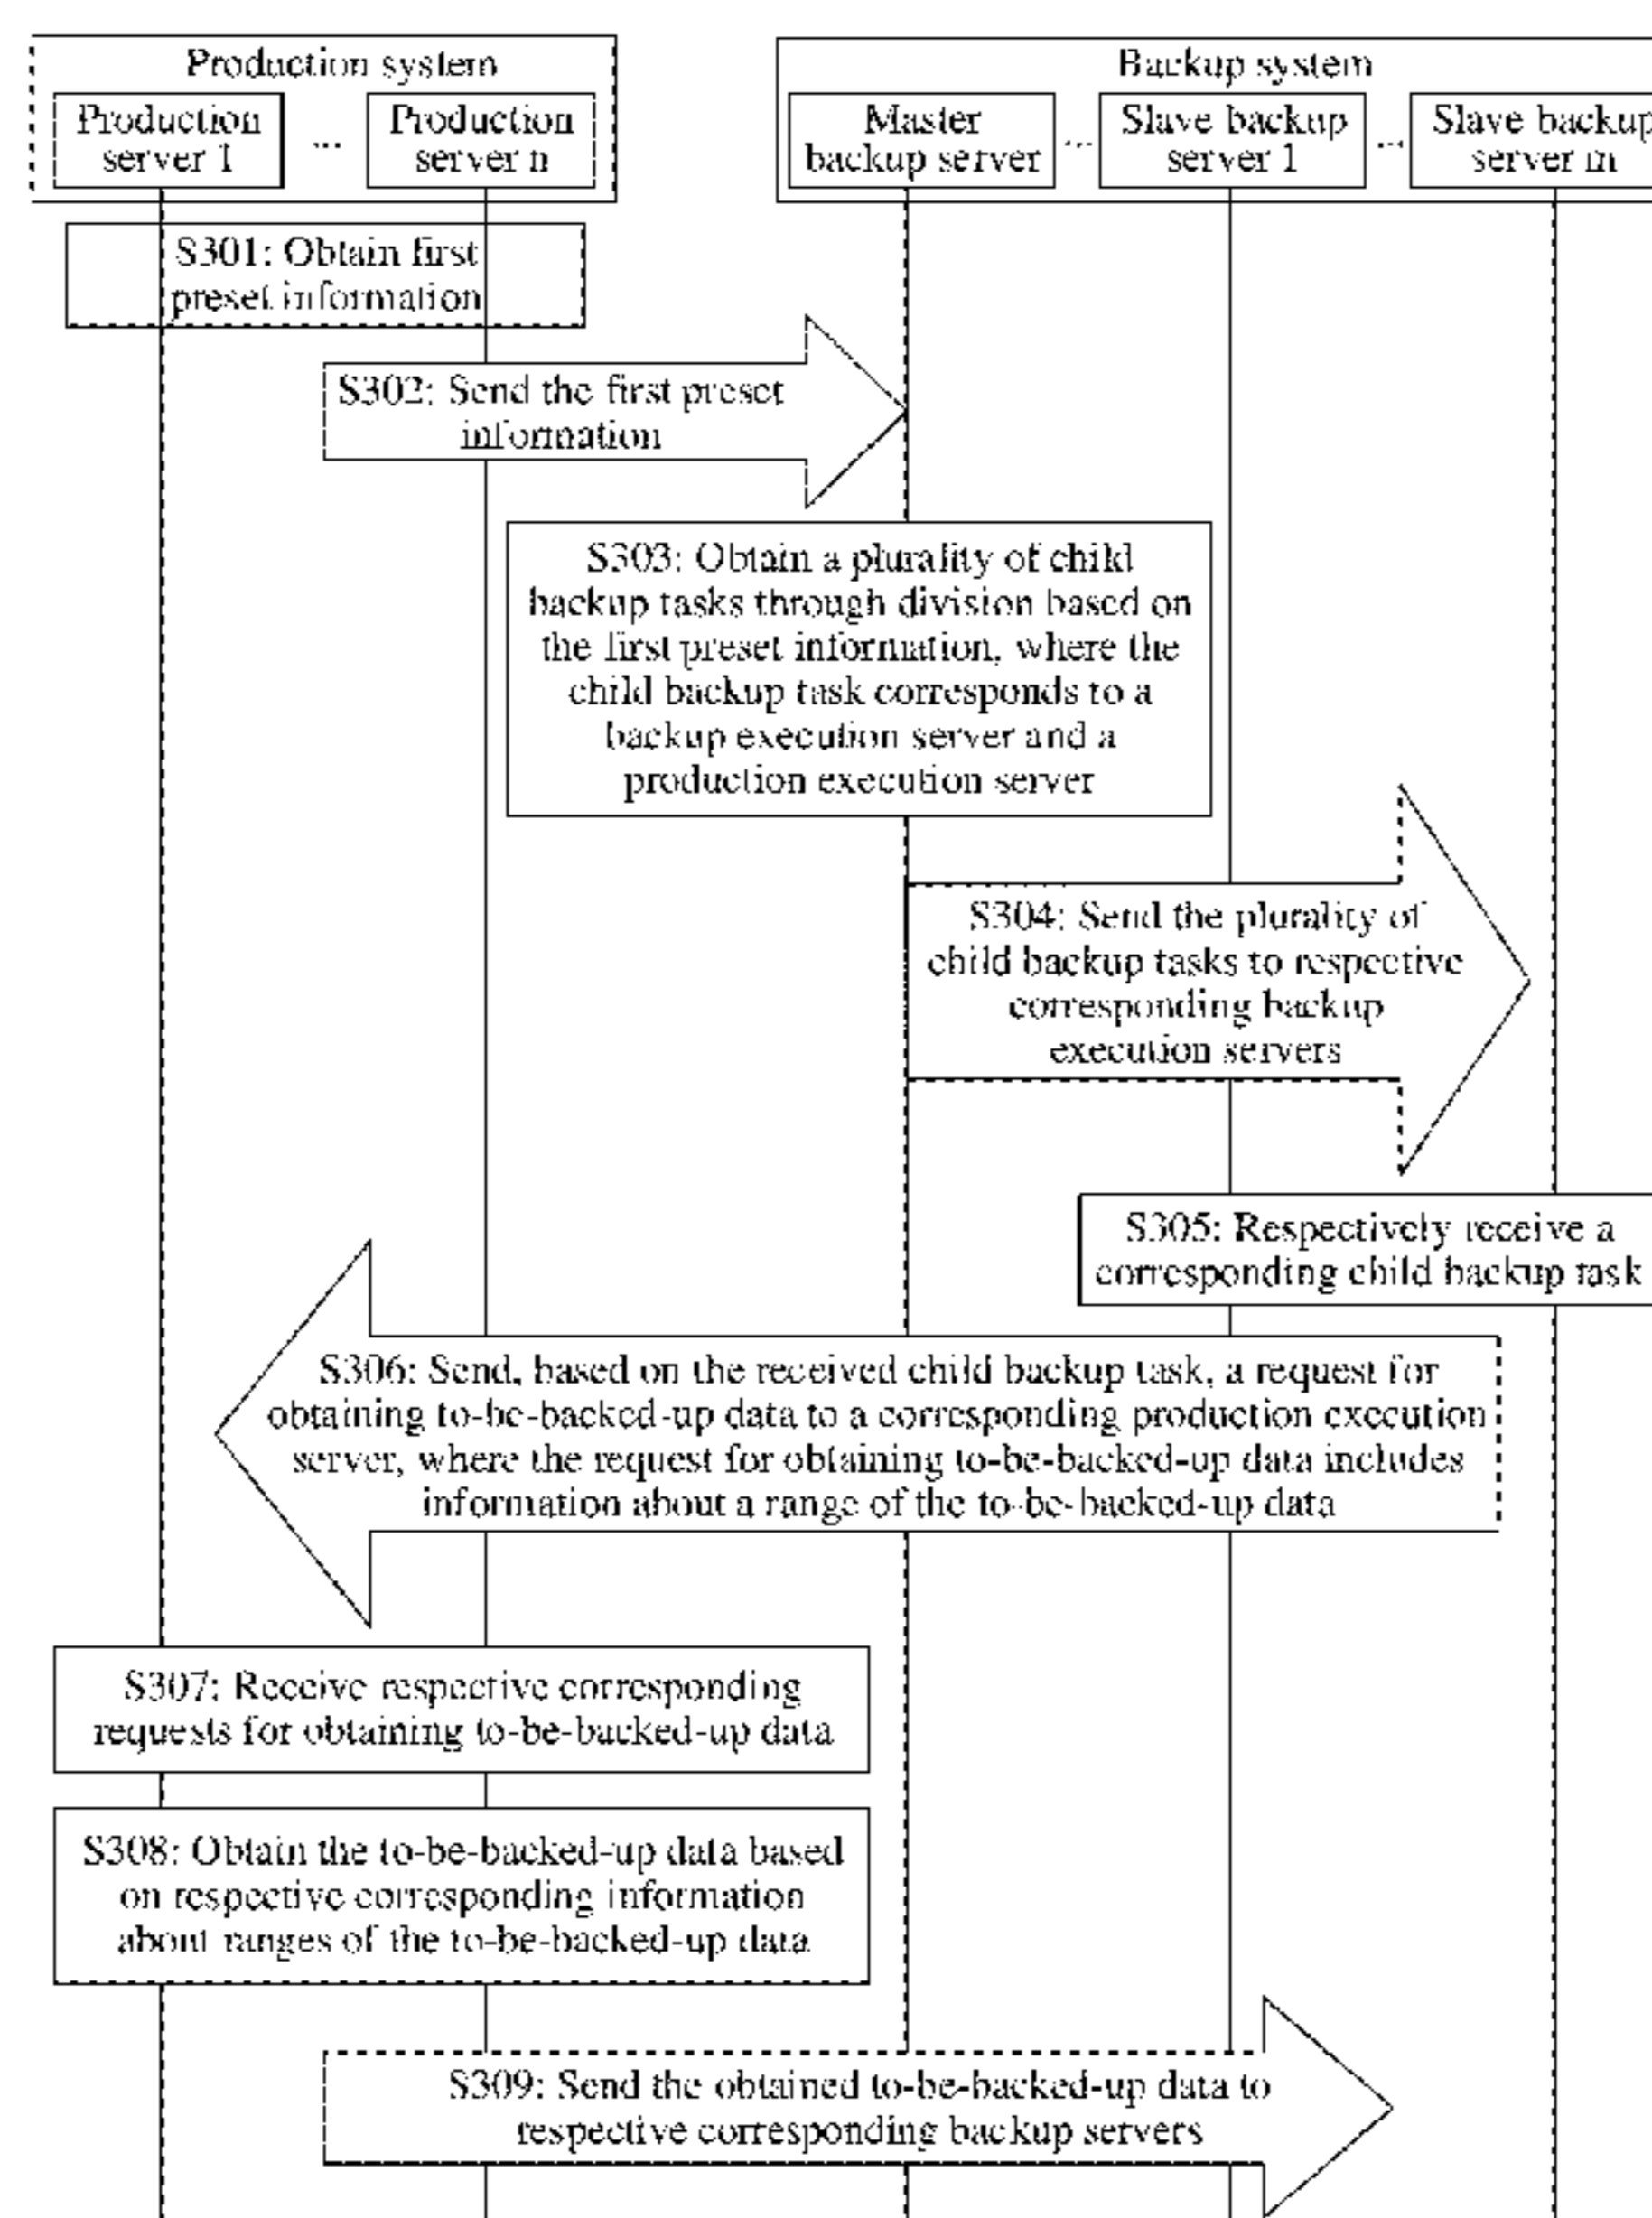 Production system
Production
server 1
...
Production
server n
Backup system
Master
backup server
...
Slave backup
server 1
...
Slave backup
server m
S301: Obtain first
preset information
S302: Send the first preset
information
S303: Obtain a plurality of child
backup tasks through division based on
the first preset information, where the
child backup task corresponds to a
backup execution server and a
production execution server
S304: Send the plurality of
child backup tasks to respective
corresponding backup
execution servers
S305: Respectively receive a
corresponding child backup task
S306: Send, based on the received child backup task, a request for
obtaining to-be-backed-up data to a corresponding production execution
server, where the request for obtaining to-be-backed-up data includes
information about a range of the to-be-backed-up data
S307: Receive respective corresponding
requests for obtaining to-be-backed-up data
S308: Obtain the to-be-backed-up data based
on respective corresponding information
about ranges of the to-be-backed-up data
S309: Send the obtained to-be-backed-up data to
respective corresponding backup servers